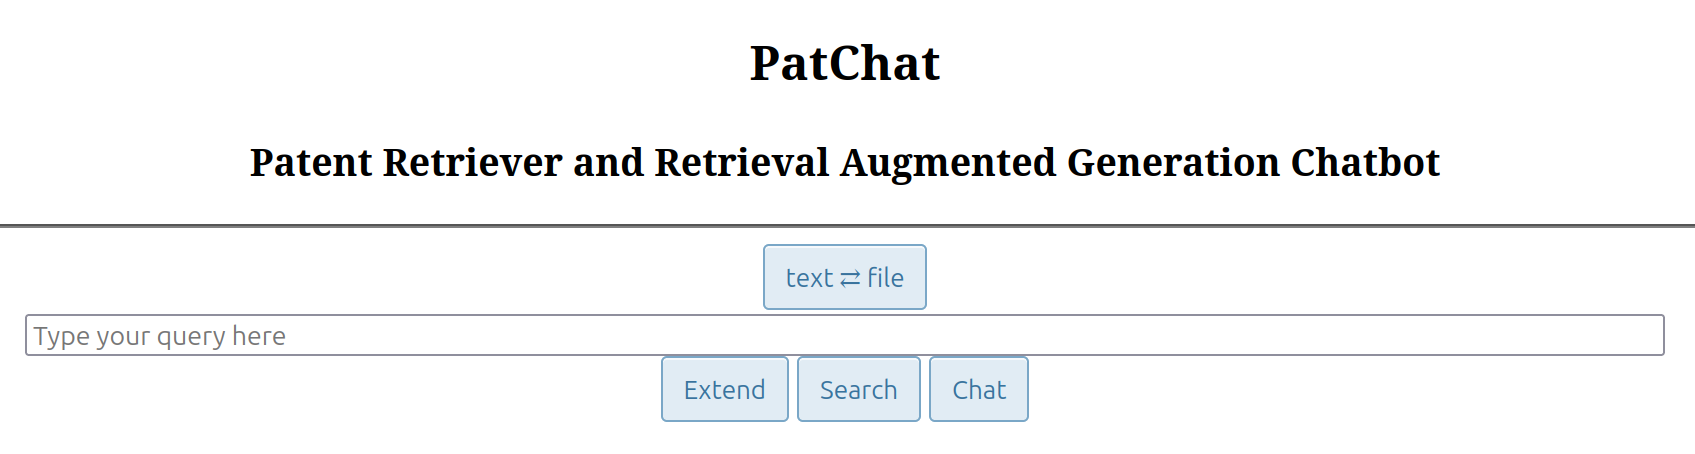 PatChat
Patent Retriever and Retrieval Augmented Generation Chatbot
text ⇄ file
Type your query here
Extend Search Chat